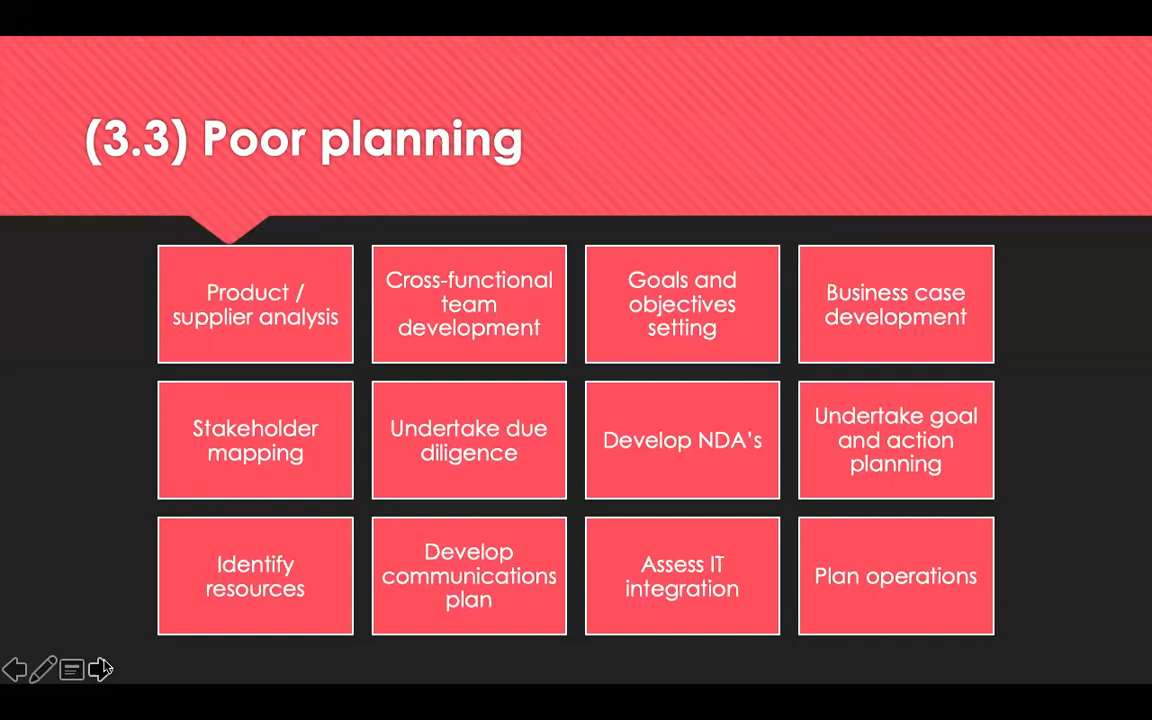 (3.3) Poor planning
Product /
supplier analysis
Cross-functional
team
development
Goals and
objectives
setting
Business case
development
Stakeholder
mapping
Undertake due
diligence
Develop NDA's
Undertake goal
and action
planning
Identify
resources
Develop
communications
plan
Assess IT
integration
Plan operations